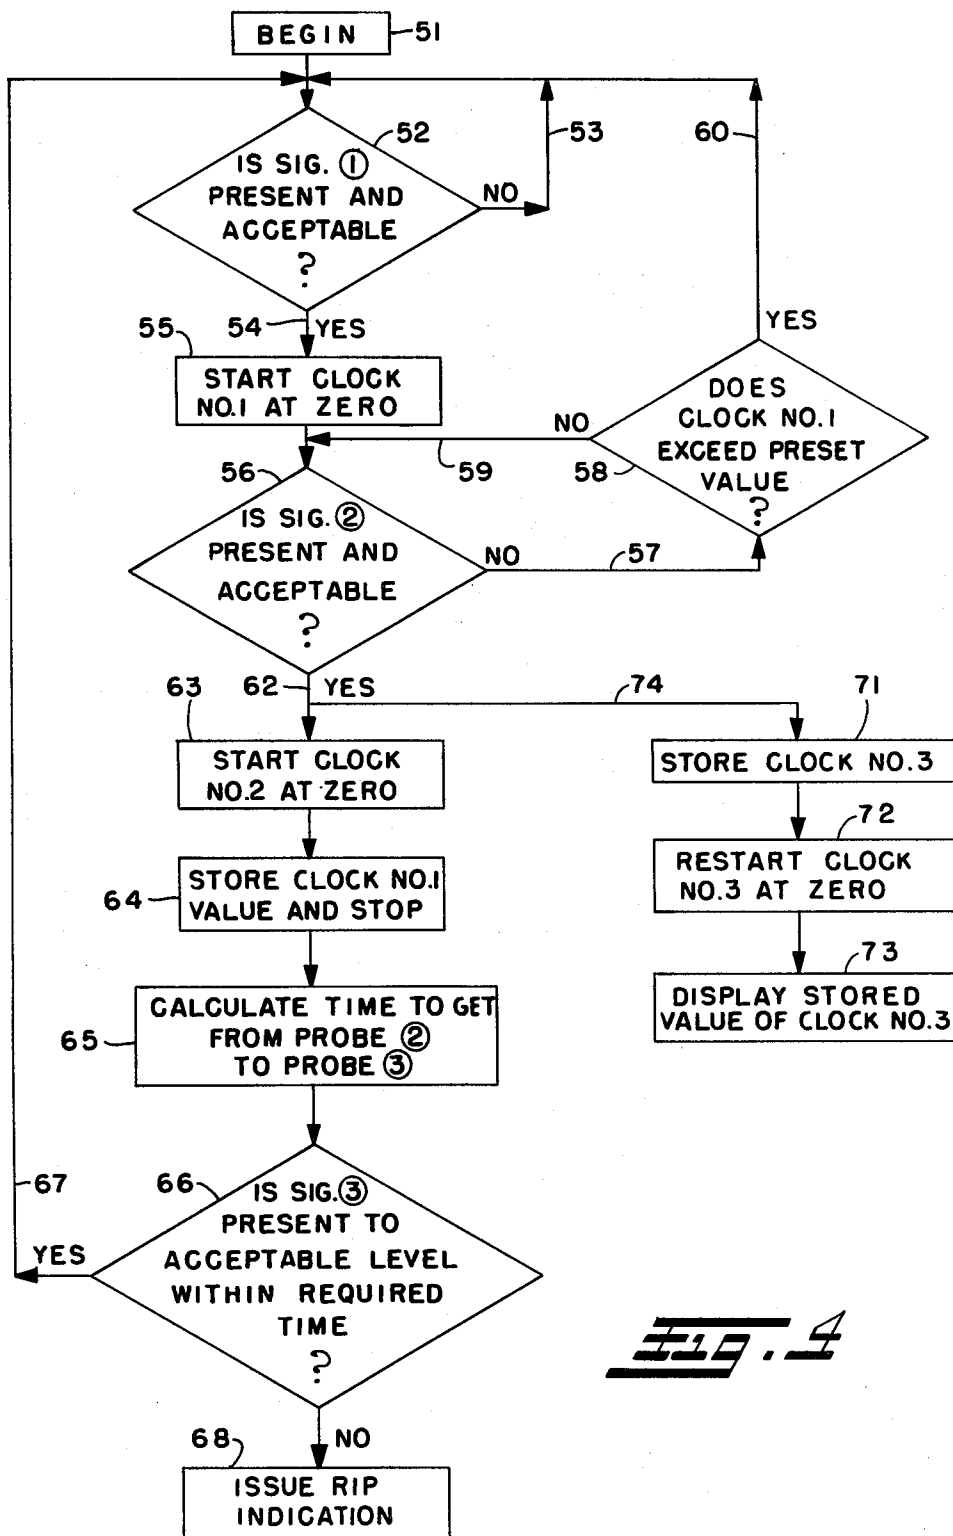 BEGIN
51
52
53
60
IS SIG. ①
PRESENT AND
ACCEPTABLE
?
NO
54
YES
55
START CLOCK
NO.1 AT ZERO
YES
DOES
CLOCK NO.1
EXCEED PRESET
VALUE
?
NO
59
58
56
IS SIG. ②
PRESENT AND
ACCEPTABLE
?
NO
57
62
YES
74
63
START CLOCK
NO.2 AT ZERO
71
STORE CLOCK NO.3
64
STORE CLOCK NO.1
VALUE AND STOP
72
RESTART CLOCK
NO.3 AT ZERO
73
DISPLAY STORED
VALUE OF CLOCK NO.3
65
CALCULATE TIME TO GET
FROM PROBE ②
TO PROBE ③
67
66
IS SIG. ③
PRESENT TO
ACCEPTABLE LEVEL
WITHIN REQUIRED
TIME
?
YES
NO
68
ISSUE RIP
INDICATION
Fig. 4